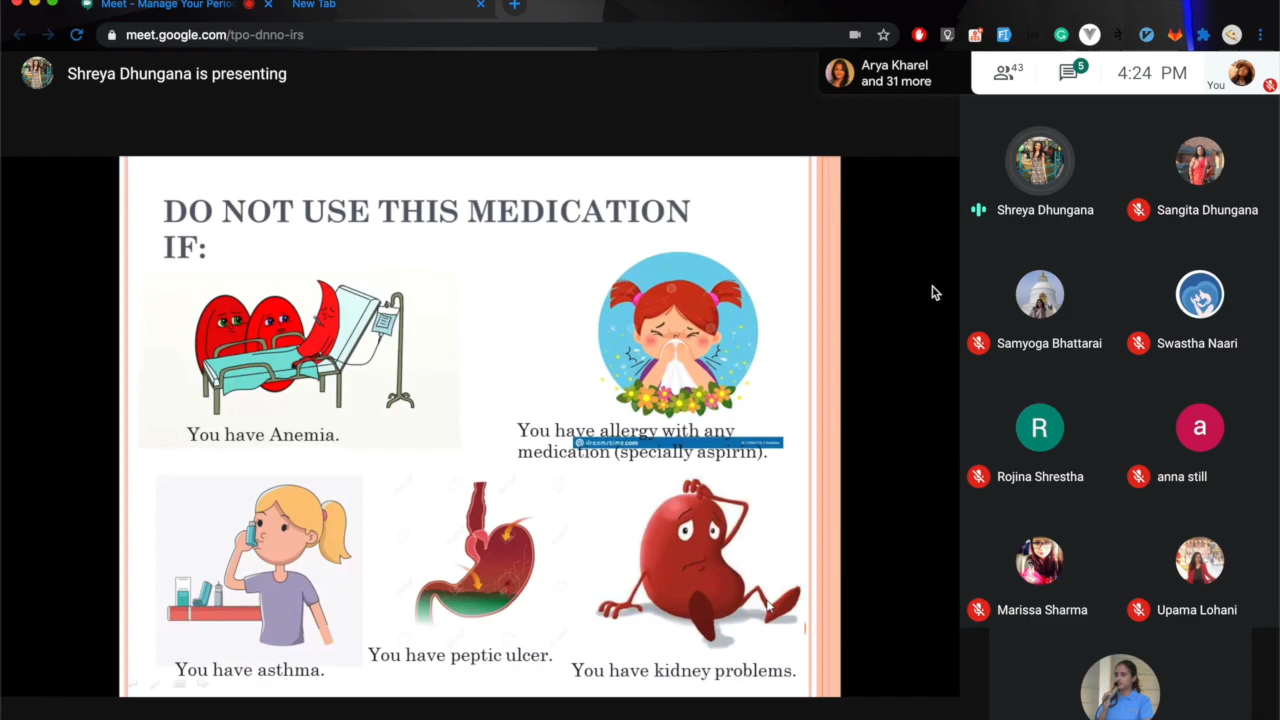 Meet - Manage Your Perio
New Tab
meet.google.com/tpo-dnno-irs
Shreya Dhungana is presenting
Arya Kharel
and 31 more
43
5
4:24 PM
You
DO NOT USE THIS MEDICATION
IF:
You have Anemia.
You have allergy with any
dreamstime.com
medication (specially aspirin).
You have asthma.
You have peptic ulcer.
You have kidney problems.
Shreya Dhungana
Sangita Dhungana
Samyoga Bhattarai
Swastha Naari
R
a
Rojina Shrestha
anna still
Marissa Sharma
Upama Lohani